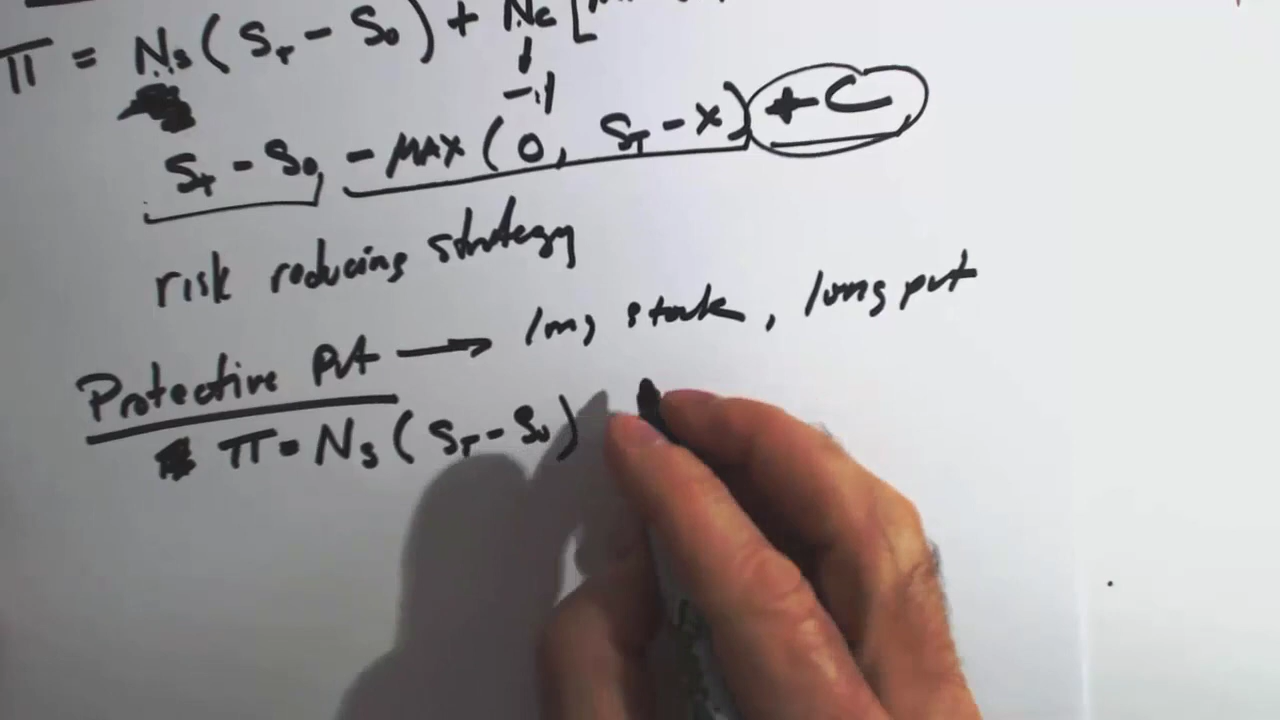 Π = Ns (ST - S0) + Nc [
-1
ST - S0, - MAX (0, ST - X) + C
risk reducing strategy
Protective Put → long stock, long put
Π = Ns (ST - S0)